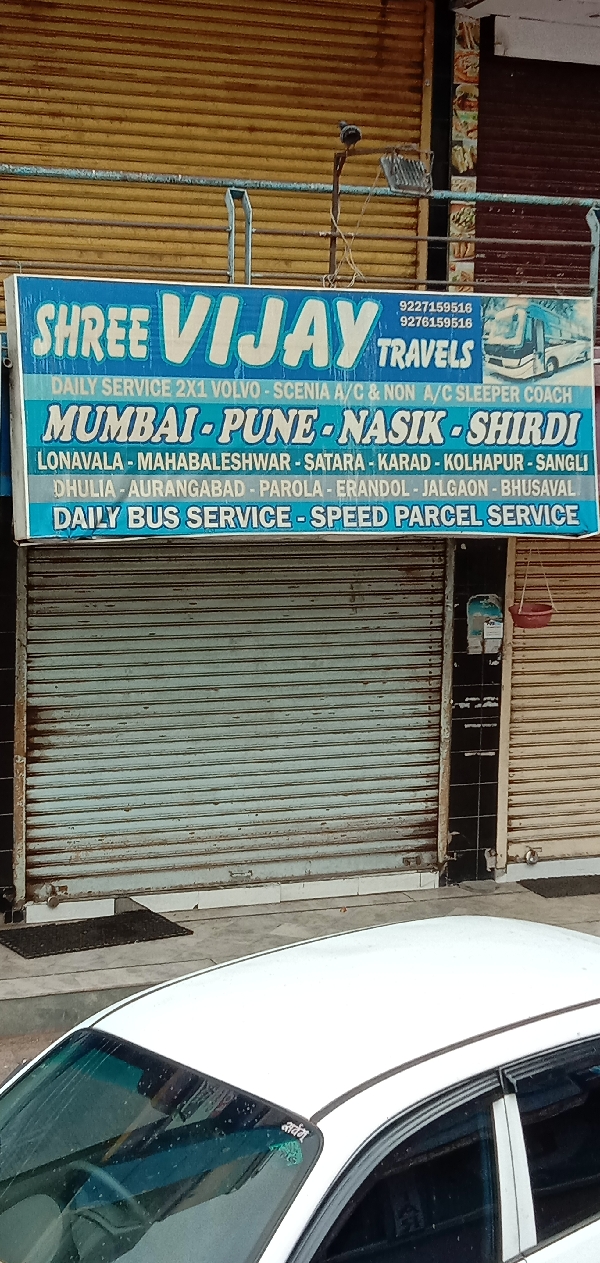 SHREE VIJAY TRAVELS
9227159516
9276159516
DAILY SERVICE 2X1 VOLVO - SCENIA A/C & NON A/C SLEEPER COACH
MUMBAI - PUNE - NASIK - SHIRDI
LONAVALA - MAHABALESHWAR - SATARA - KARAD - KOLHAPUR - SANGLI
DHULIA - AURANGABAD - PAROLA - ERANDOL - JALGAON - BHUSAVAL
DAILY BUS SERVICE - SPEED PARCEL SERVICE